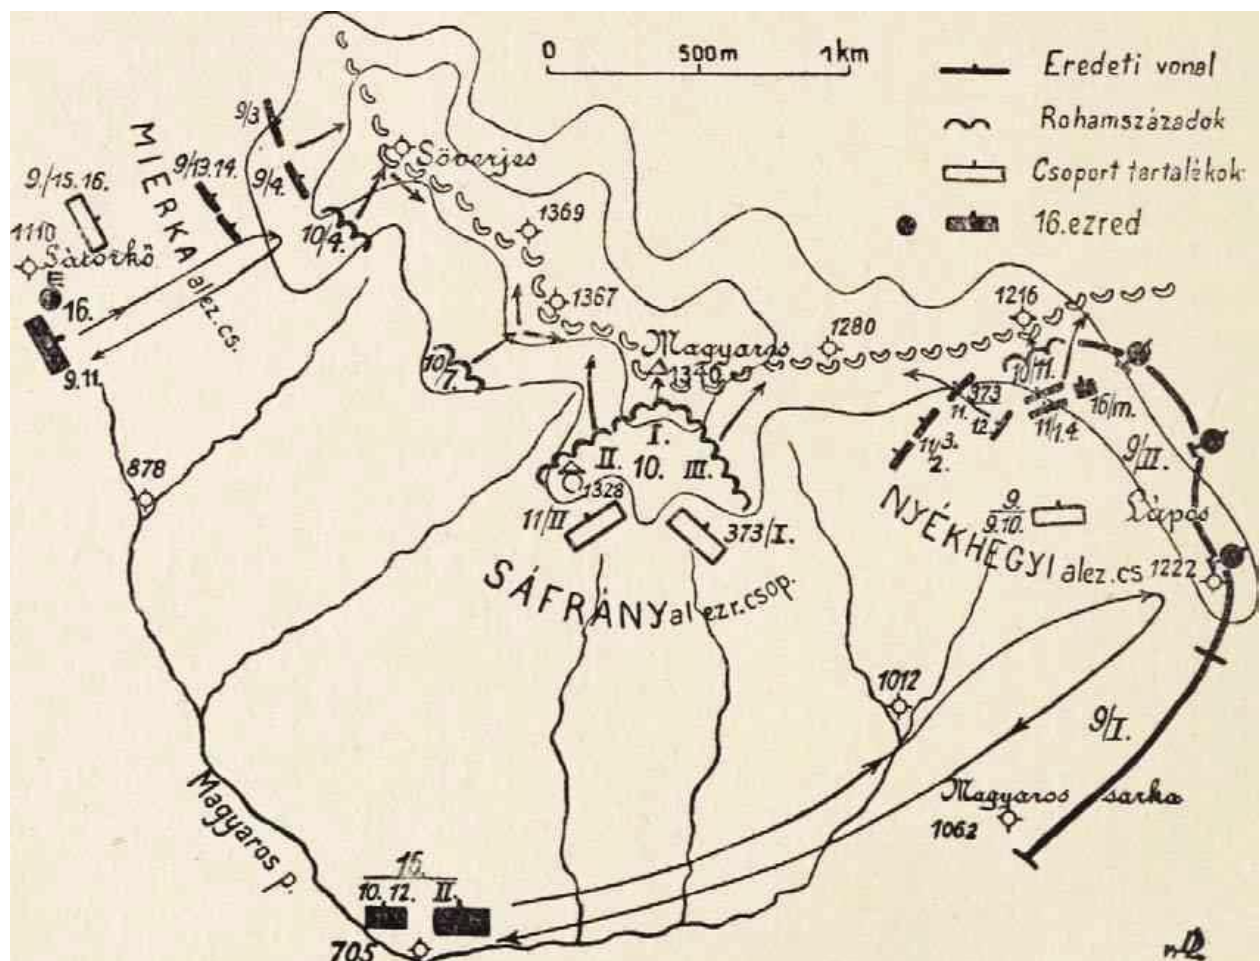 0 500m 1km
Eredeti vonal
Rohamszázadok
Csoport tartalékok
16.ezred
9/3
9/4.
9/13.14.
9./15.16.
MIERKA alez.cs.
1110
Sátorkő
III
16.
9.11
10/4.
Söverjes
1369
1367
1280
1216
Magyaros
1340
10/7.
10/11.
373
11.
12.
11/3.
2.
11/1.4.
16/m.
9/II.
I.
II. 10. III.
1328
11/II
373/I.
878
SÁFRÁNY alezr.csop.
NYÉKHEGYI alez.cs
9.
9.10.
Lápos
1222
1012
9/I.
Magyaros sarka
1062
Magyaros p.
15.
10. 12. II.
705